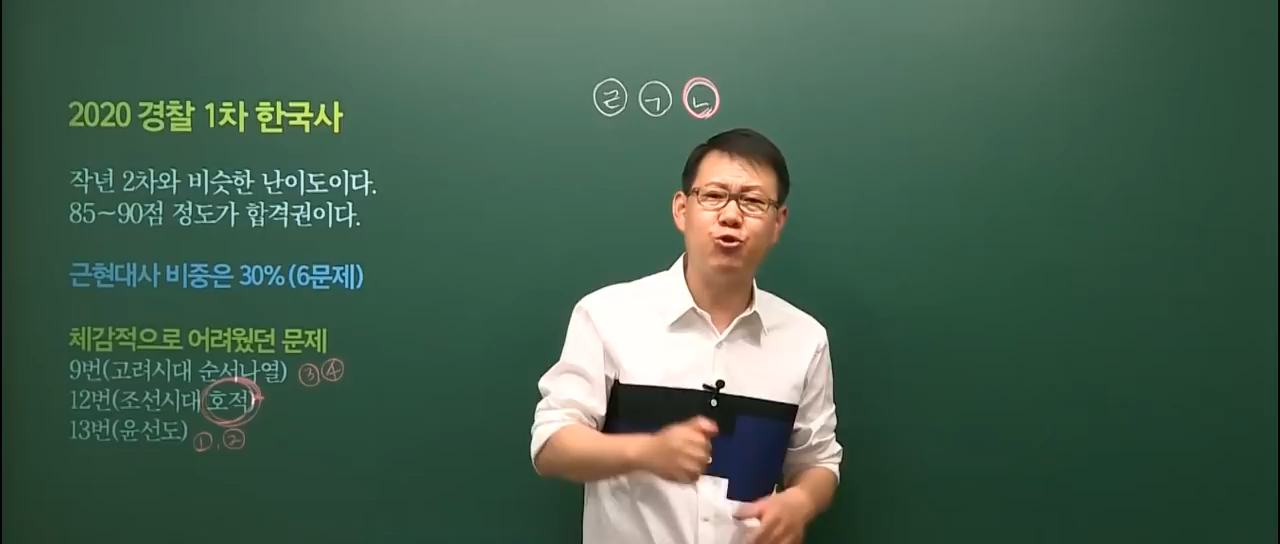 2020 경찰 1차 한국사
㉣ ㉠ ㉡
작년 2차와 비슷한 난이도이다.
85~90점 정도가 합격권이다.
근현대사 비중은 30%(6문제)
체감적으로 어려웠던 문제
9번(고려시대 순서나열) ③④
12번(조선시대 호적)
13번(윤선도) ①, ②